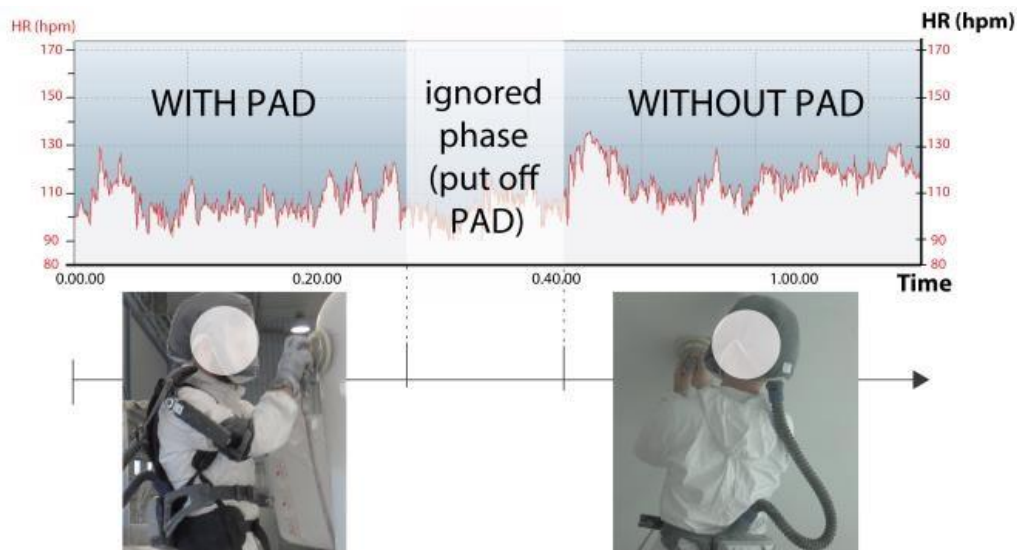 HR (hpm)
HR (hpm)
170
150
130
110
90
80
WITH PAD
ignored
phase
(put off
PAD)
WITHOUT PAD
170
150
130
110
90
80
0.00.00
0.20.00
0.40.00
1.00.00
Time